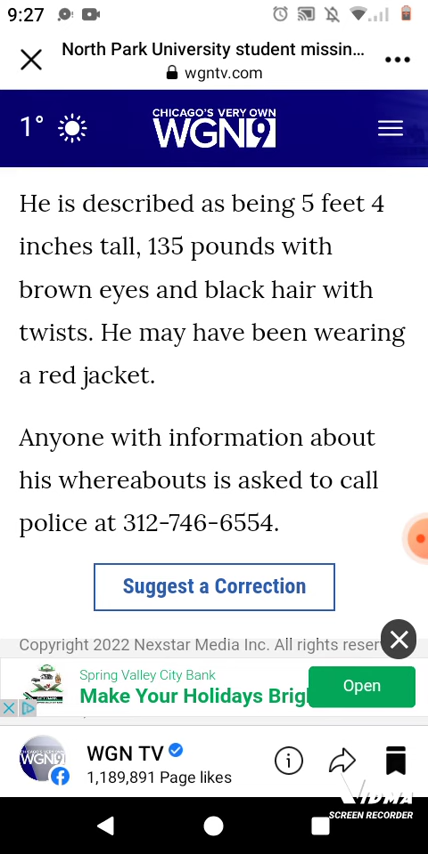 9:27
North Park University student missin...
wgntv.com
1°
CHICAGO'S VERY OWN
WGN9
He is described as being 5 feet 4
inches tall, 135 pounds with
brown eyes and black hair with
twists. He may have been wearing
a red jacket.
Anyone with information about
his whereabouts is asked to call
police at 312-746-6554.
Suggest a Correction
Copyright 2022 Nexstar Media Inc. All rights reser
Spring Valley City Bank
Make Your Holidays Brig
Open
WGN TV
1,189,891 Page likes
VIDMA
SCREEN RECORDER